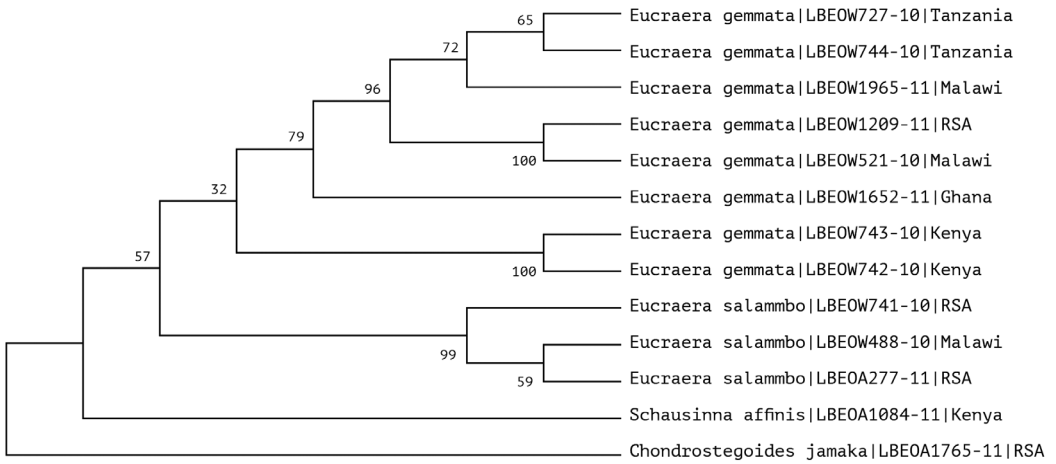 65
Eucraera gemmata|LBEOW727-10|Tanzania
72
Eucraera gemmata|LBEOW744-10|Tanzania
96
Eucraera gemmata|LBEOW1965-11|Malawi
79
Eucraera gemmata|LBEOW1209-11|RSA
100
Eucraera gemmata|LBEOW521-10|Malawi
32
Eucraera gemmata|LBEOW1652-11|Ghana
57
Eucraera gemmata|LBEOW743-10|Kenya
100
Eucraera gemmata|LBEOW742-10|Kenya
Eucraera salammbo|LBEOW741-10|RSA
99
Eucraera salammbo|LBEOW488-10|Malawi
59
Eucraera salammbo|LBEOA277-11|RSA
Schausinna affinis|LBEOA1084-11|Kenya
Chondrostegoides jamaka|LBEOA1765-11|RSA